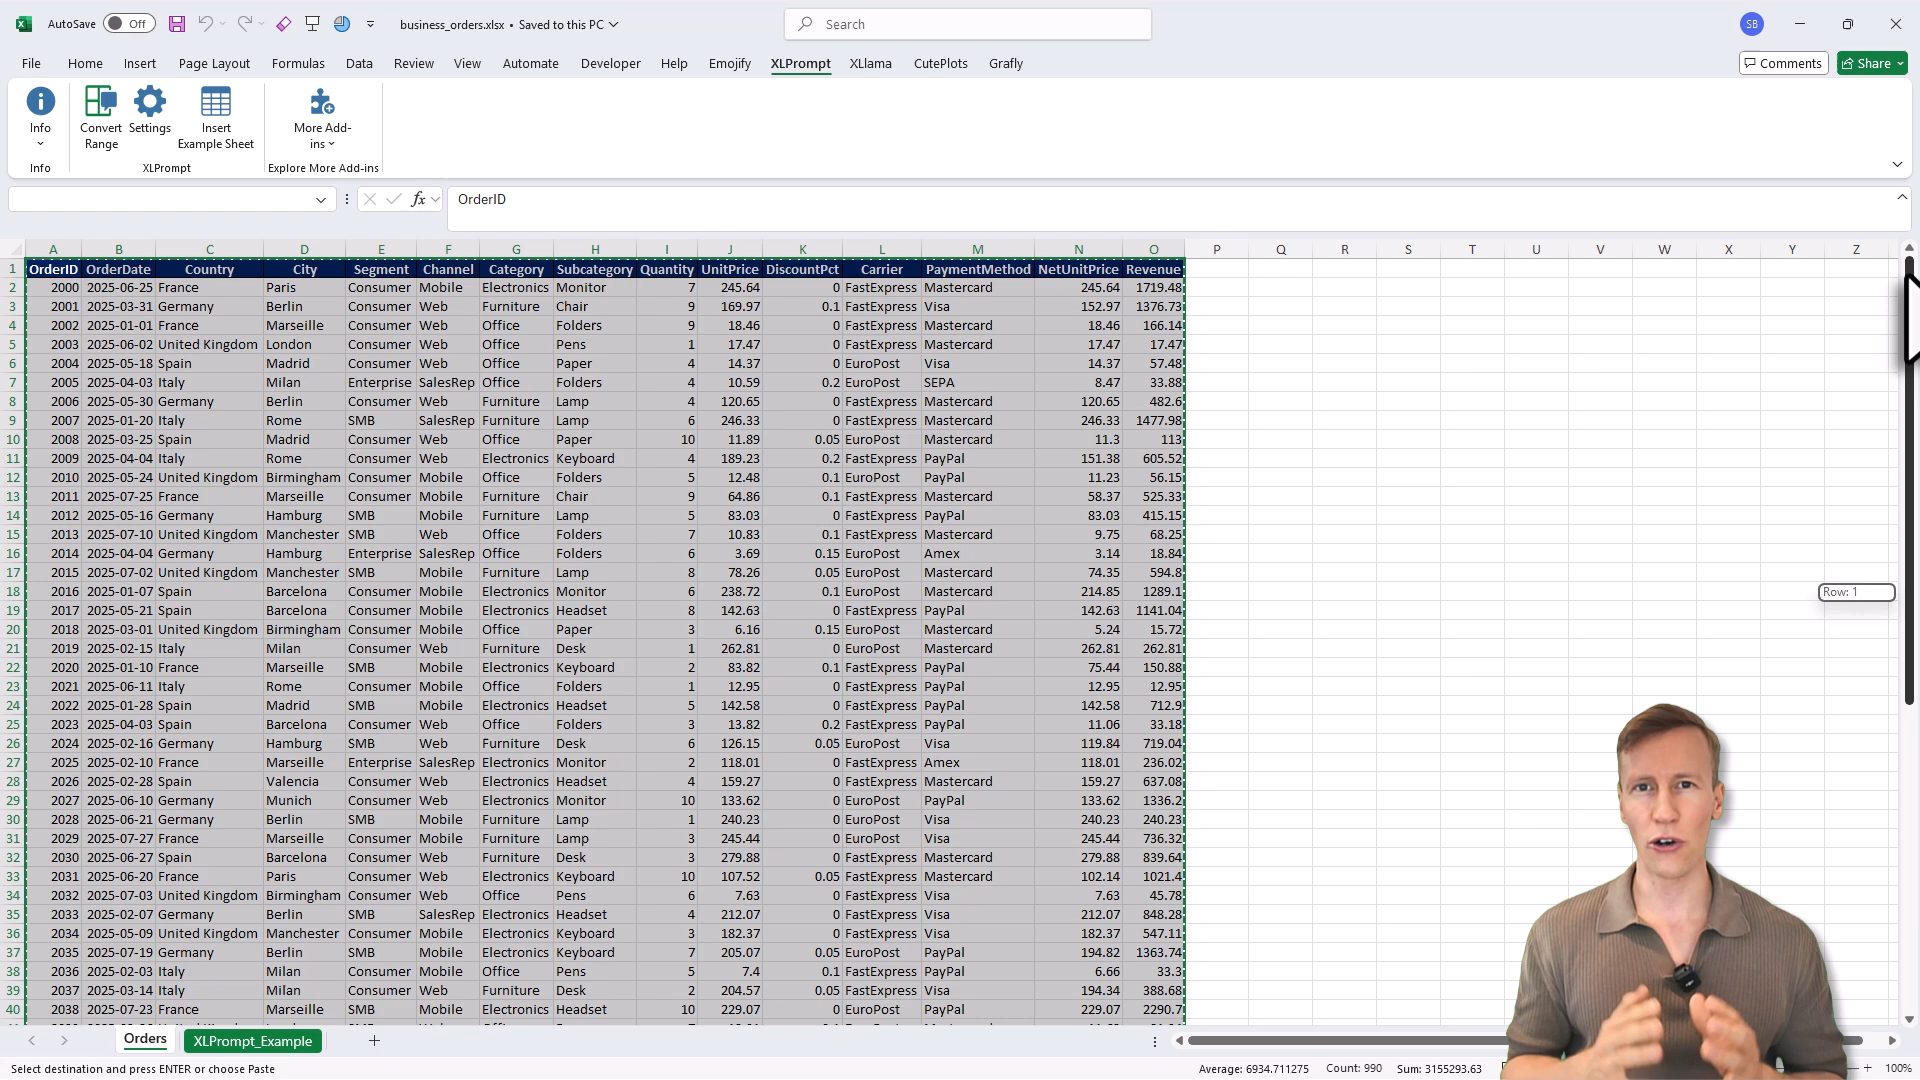 AutoSave Off business_orders.xlsx • Saved to this PC Search SB
File Home Insert Page Layout Formulas Data Review View Automate Developer Help Emojify XLPrompt XLlama CutePlots Grafly Comments Share
Info Convert Range Settings Insert Example Sheet More Add-ins
Info XLPrompt Explore More Add-ins
fx OrderID
A B C D E F G H I J K L M N O P Q R S T U V W X Y Z
1 OrderID OrderDate Country City Segment Channel Category Subcategory Quantity UnitPrice DiscountPct Carrier PaymentMethod NetUnitPrice Revenue
2 2000 2025-06-25 France Paris Consumer Mobile Electronics Monitor 7 245.64 0 FastExpress Mastercard 245.64 1719.48
3 2001 2025-03-31 Germany Berlin Consumer Web Furniture Chair 9 169.97 0.1 FastExpress Visa 152.97 1376.73
4 2002 2025-01-01 France Marseille Consumer Web Office Folders 9 18.46 0 FastExpress Mastercard 18.46 166.14
5 2003 2025-06-02 United Kingdom London Consumer Web Office Pens 1 17.47 0 FastExpress Mastercard 17.47 17.47
6 2004 2025-05-18 Spain Madrid Consumer Web Office Paper 4 14.37 0 EuroPost Visa 14.37 57.48
7 2005 2025-04-03 Italy Milan Enterprise SalesRep Office Folders 4 10.59 0.2 EuroPost SEPA 8.47 33.88
8 2006 2025-05-30 Germany Berlin Consumer Web Furniture Lamp 4 120.65 0 EuroPost Mastercard 120.65 482.6
9 2007 2025-01-20 Italy Rome SMB SalesRep Furniture Lamp 6 246.33 0 FastExpress Mastercard 246.33 1477.98
10 2008 2025-03-25 Spain Madrid Consumer Web Office Paper 10 11.89 0.05 EuroPost Mastercard 11.3 113
11 2009 2025-04-04 Italy Rome Consumer Web Electronics Keyboard 4 189.23 0.2 FastExpress PayPal 151.38 605.52
12 2010 2025-05-24 United Kingdom Birmingham Consumer Mobile Office Folders 5 12.48 0.1 EuroPost PayPal 11.23 56.15
13 2011 2025-07-25 France Marseille Consumer Mobile Furniture Chair 9 64.86 0.1 FastExpress Mastercard 58.37 525.33
14 2012 2025-05-16 Germany Hamburg SMB Mobile Furniture Lamp 5 83.03 0 FastExpress PayPal 83.03 415.15
15 2013 2025-07-10 United Kingdom Manchester SMB Web Office Folders 7 10.83 0.1 FastExpress Mastercard 9.75 68.25
16 2014 2025-04-04 Germany Hamburg Enterprise SalesRep Office Folders 6 3.69 0.15 EuroPost Amex 3.14 18.84
17 2015 2025-07-02 United Kingdom Manchester SMB Mobile Furniture Lamp 8 78.26 0.05 EuroPost Mastercard 74.35 594.8
18 2016 2025-01-07 Spain Barcelona Consumer Mobile Electronics Monitor 6 238.72 0.1 EuroPost Mastercard 214.85 1289.1 Row: 1
19 2017 2025-05-21 Spain Barcelona Consumer Mobile Electronics Headset 8 142.63 0 FastExpress PayPal 142.63 1141.04
20 2018 2025-03-01 United Kingdom Birmingham Consumer Mobile Office Paper 3 6.16 0.15 EuroPost Mastercard 5.24 15.72
21 2019 2025-02-15 Italy Milan Consumer Web Furniture Desk 1 262.81 0 EuroPost Mastercard 262.81 262.81
22 2020 2025-01-10 France Marseille SMB Mobile Electronics Keyboard 2 83.82 0.1 FastExpress PayPal 75.44 150.88
23 2021 2025-06-11 Italy Rome Consumer Mobile Office Folders 1 12.95 0 FastExpress PayPal 12.95 12.95
24 2022 2025-01-28 Spain Madrid SMB Mobile Electronics Headset 5 142.58 0 FastExpress PayPal 142.58 712.9
25 2023 2025-04-03 Spain Barcelona Consumer Web Office Folders 3 13.82 0.2 FastExpress PayPal 11.06 33.18
26 2024 2025-02-16 Germany Hamburg SMB Web Furniture Desk 6 126.15 0.05 EuroPost Visa 119.84 719.04
27 2025 2025-02-10 France Marseille Enterprise SalesRep Electronics Monitor 2 118.01 0 FastExpress Amex 118.01 236.02
28 2026 2025-02-28 Spain Valencia Consumer Web Electronics Headset 4 159.27 0 FastExpress Mastercard 159.27 637.08
29 2027 2025-06-10 Germany Munich Consumer Web Electronics Monitor 10 133.62 0 EuroPost PayPal 133.62 1336.2
30 2028 2025-06-21 Germany Berlin SMB Mobile Furniture Lamp 1 240.23 0 EuroPost Visa 240.23 240.23
31 2029 2025-07-27 France Marseille Consumer Mobile Furniture Lamp 3 245.44 0 FastExpress Visa 245.44 736.32
32 2030 2025-06-27 Spain Barcelona Consumer Web Furniture Desk 3 279.88 0 FastExpress Mastercard 279.88 839.64
33 2031 2025-06-20 France Paris Consumer Web Electronics Keyboard 10 107.52 0.05 FastExpress Mastercard 102.14 1021.4
34 2032 2025-07-03 United Kingdom Birmingham Consumer Web Office Pens 6 7.63 0 FastExpress Visa 7.63 45.78
35 2033 2025-02-07 Germany Berlin SMB SalesRep Electronics Headset 4 212.07 0 FastExpress Visa 212.07 848.28
36 2034 2025-05-09 United Kingdom Manchester Consumer Mobile Electronics Keyboard 3 182.37 0 FastExpress Visa 182.37 547.11
37 2035 2025-07-19 Germany Berlin SMB Mobile Electronics Keyboard 7 205.07 0.05 EuroPost PayPal 194.82 1363.74
38 2036 2025-02-03 Italy Milan Consumer Mobile Office Pens 5 7.4 0.1 FastExpress PayPal 6.66 33.3
39 2037 2025-03-14 Italy Milan Consumer Web Furniture Desk 2 204.57 0.05 FastExpress Visa 194.34 388.68
40 2038 2025-07-23 France Marseille SMB Mobile Electronics Headset 10 229.07 0 EuroPost PayPal 229.07 2290.7
Orders XLPrompt_Example
Select destination and press ENTER or choose Paste Average: 6934.711275 Count: 990 Sum: 3155293.63 100%